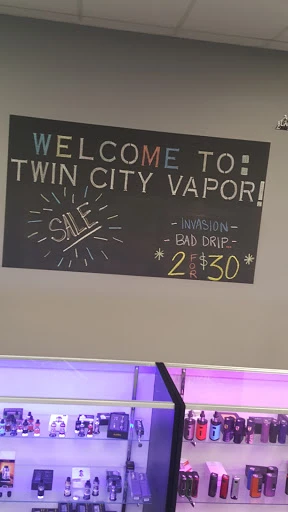 WELCOME TO:
TWIN CITY VAPOR!
SALE
- INVASION -
- BAD DRIP -
* 2 FOR $30 *